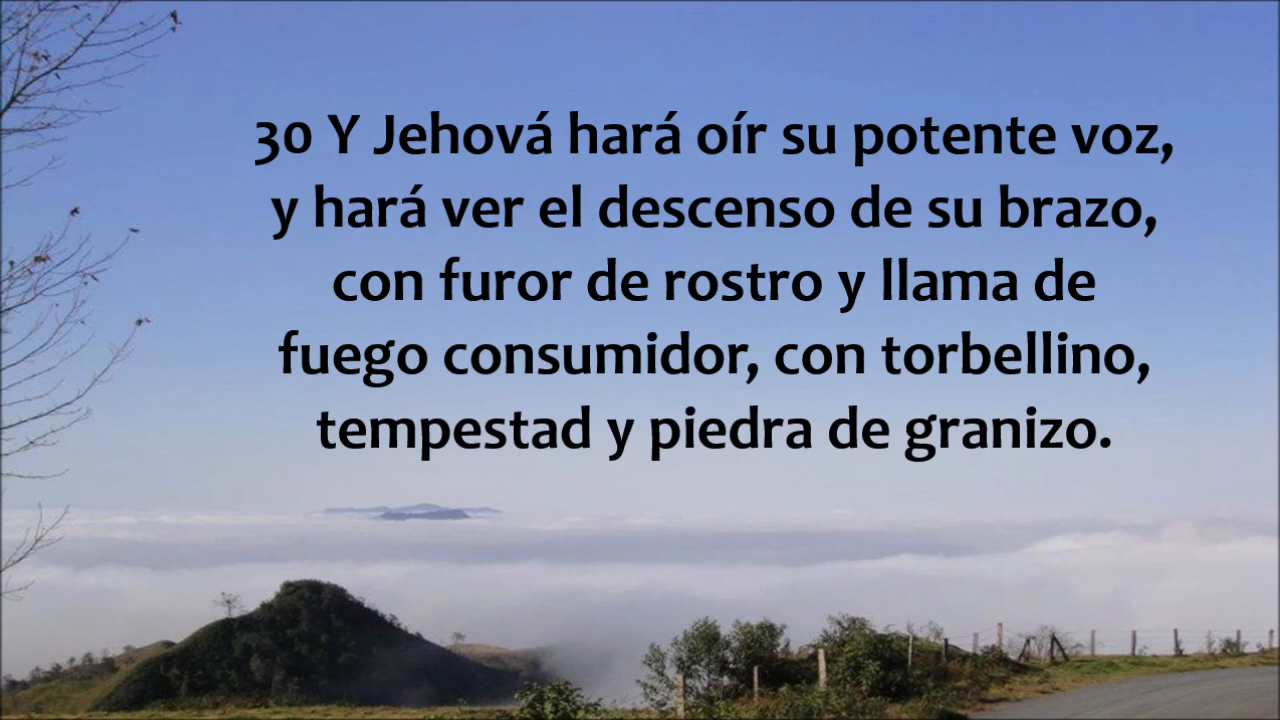 30 Y Jehová hará oír su potente voz,
y hará ver el descenso de su brazo,
con furor de rostro y llama de
fuego consumidor, con torbellino,
tempestad y piedra de granizo.